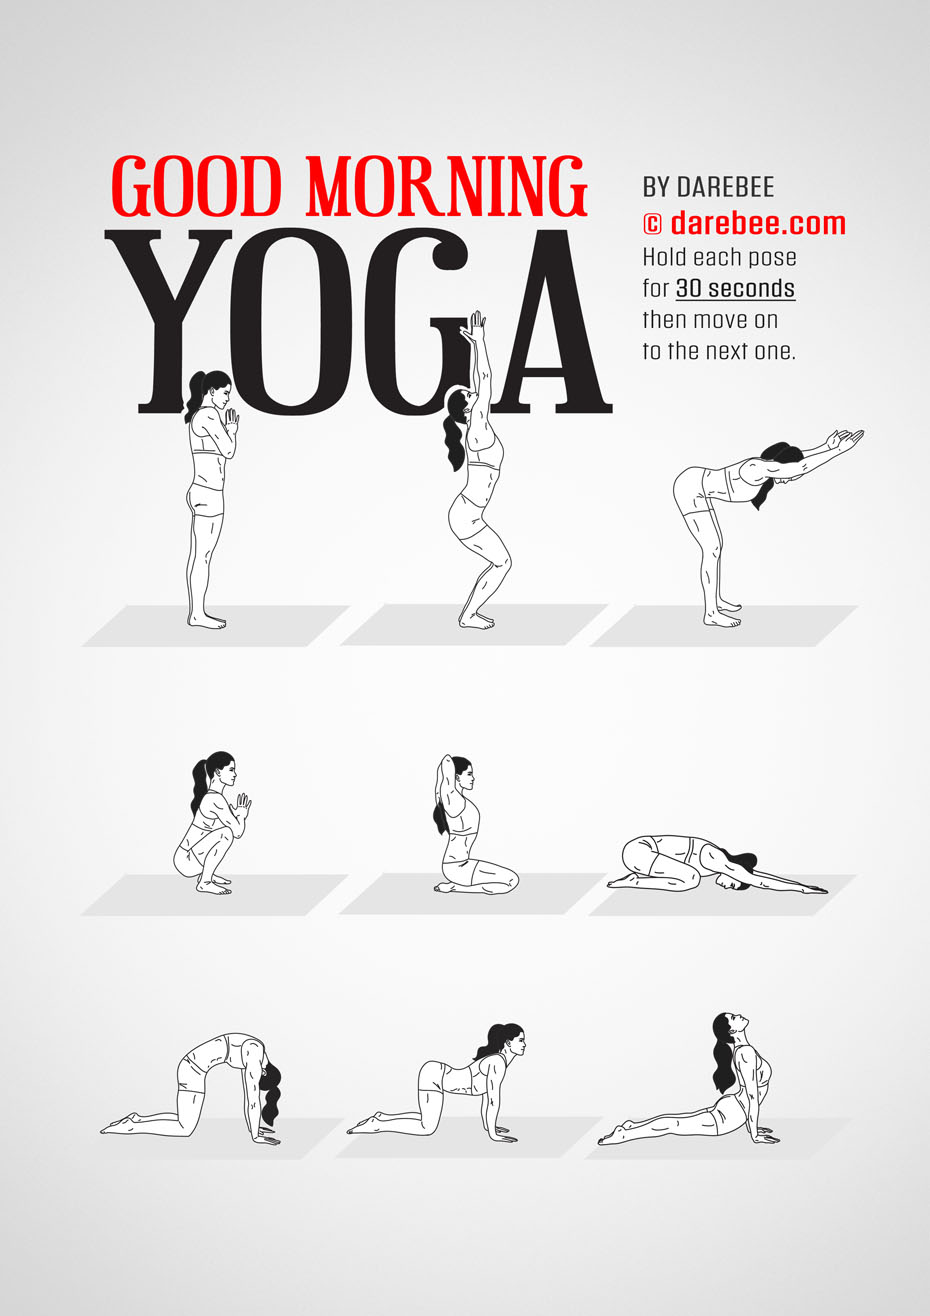 GOOD MORNING
YOGA
BY DAREBEE
© darebee.com
Hold each pose
for 30 seconds
then move on
to the next one.